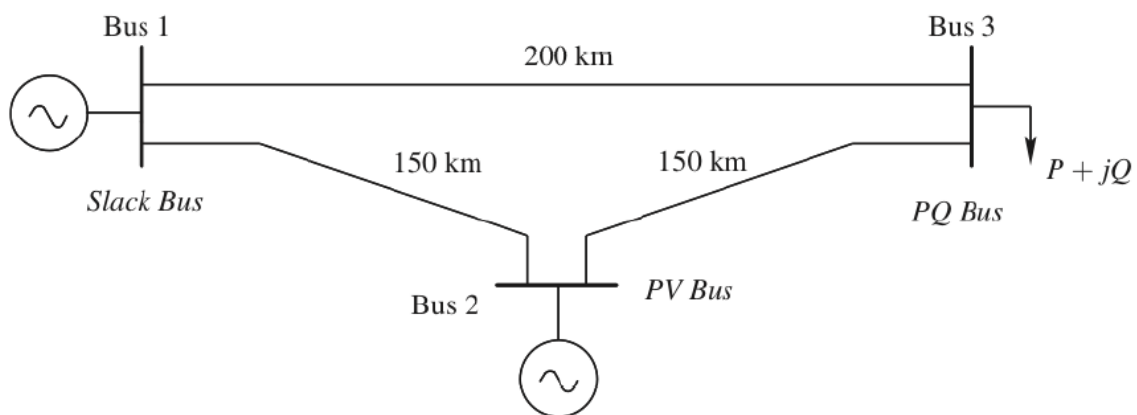 Bus 1
Bus 3
200 km
150 km
150 km
P + jQ
Slack Bus
PQ Bus
Bus 2
PV Bus